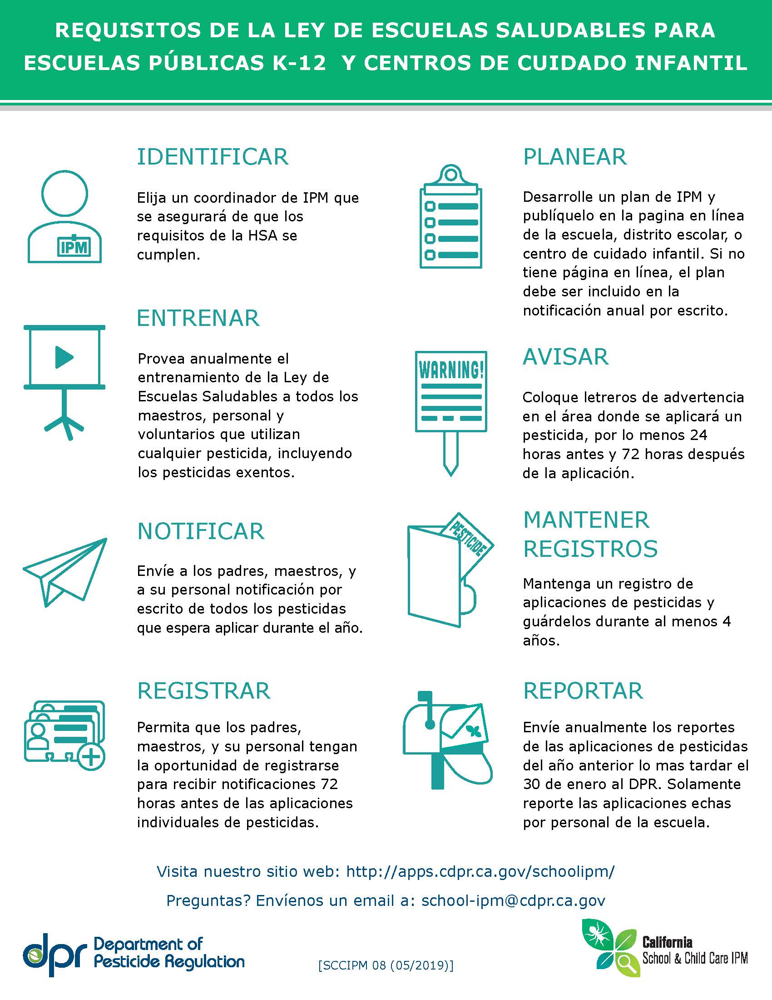 REQUISITOS DE LA LEY DE ESCUELAS SALUDABLES PARA
ESCUELAS PÚBLICAS K-12 Y CENTROS DE CUIDADO INFANTIL
IDENTIFICAR
IPM
Elija un coordinador de IPM que
se asegurará de que los
requisitos de la HSA se
cumplen.
PLANEAR
Desarrolle un plan de IPM y
publíquelo en la pagina en línea
de la escuela, distrito escolar, o
centro de cuidado infantil. Si no
tiene página en línea, el plan
debe ser incluido en la
notificación anual por escrito.
ENTRENAR
Provea anualmente el
entrenamiento de la Ley de
Escuelas Saludables a todos los
maestros, personal y
voluntarios que utilizan
cualquier pesticida, incluyendo
los pesticidas exentos.
WARNING!
AVISAR
Coloque letreros de advertencia
en el área donde se aplicará un
pesticida, por lo menos 24
horas antes y 72 horas después
de la aplicación.
NOTIFICAR
Envíe a los padres, maestros, y
a su personal notificación por
escrito de todos los pesticidas
que espera aplicar durante el año.
PESTICIDE
MANTENER
REGISTROS
Mantenga un registro de
aplicaciones de pesticidas y
guárdelos durante al menos 4
años.
REGISTRAR
Permita que los padres,
maestros, y su personal tengan
la oportunidad de registrarse
para recibir notificaciones 72
horas antes de las aplicaciones
individuales de pesticidas.
REPORTAR
Envíe anualmente los reportes
de las aplicaciones de pesticidas
del año anterior lo mas tardar el
30 de enero al DPR. Solamente
reporte las aplicaciones echas
por personal de la escuela.
Visita nuestro sitio web: http://apps.cdpr.ca.gov/schoolipm/
Preguntas? Envíenos un email a: school-ipm@cdpr.ca.gov
dpr
Department of
Pesticide Regulation
[SCCIPM 08 (05/2019)]
California
School & Child Care IPM